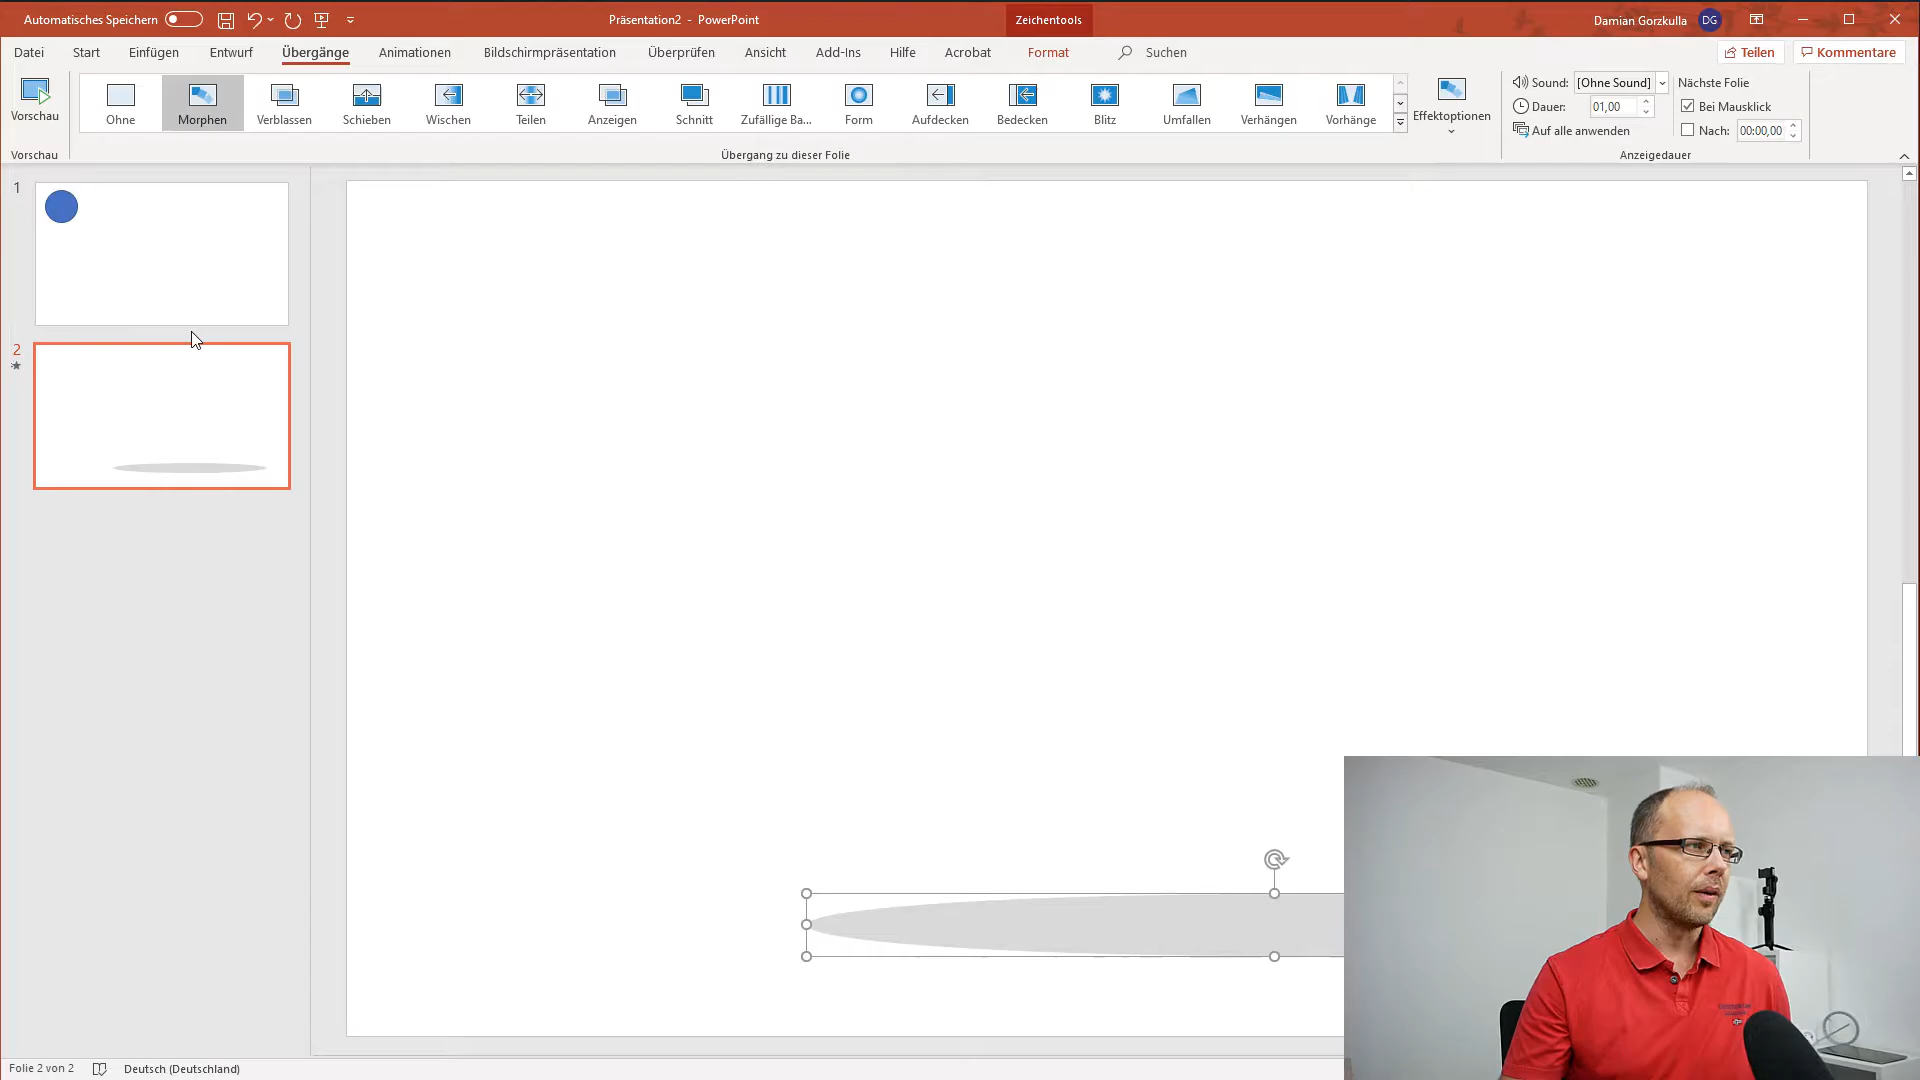 Automatisches Speichern
Präsentation2 - PowerPoint
Zeichentools
Damian Gorzkulla
DG
Datei
Start
Einfügen
Entwurf
Übergänge
Animationen
Bildschirmpräsentation
Überprüfen
Ansicht
Add-Ins
Hilfe
Acrobat
Format
Suchen
Teilen
Kommentare
Vorschau
Ohne
Morphen
Verblassen
Schieben
Wischen
Teilen
Anzeigen
Schnitt
Zufällige Ba...
Form
Aufdecken
Bedecken
Blitz
Umfallen
Verhängen
Vorhänge
Effektoptionen
Sound: [Ohne Sound]
Dauer: 01,00
Auf alle anwenden
Nächste Folie
Bei Mausklick
Nach: 00:00,00
Vorschau
Übergang zu dieser Folie
Anzeigedauer
1
2
Folie 2 von 2
Deutsch (Deutschland)